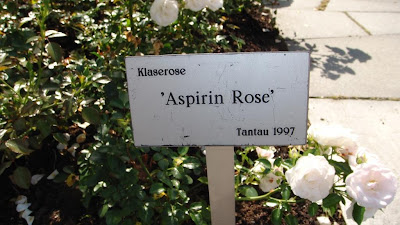 Klaserose
'Aspirin Rose'
Tantau 1997